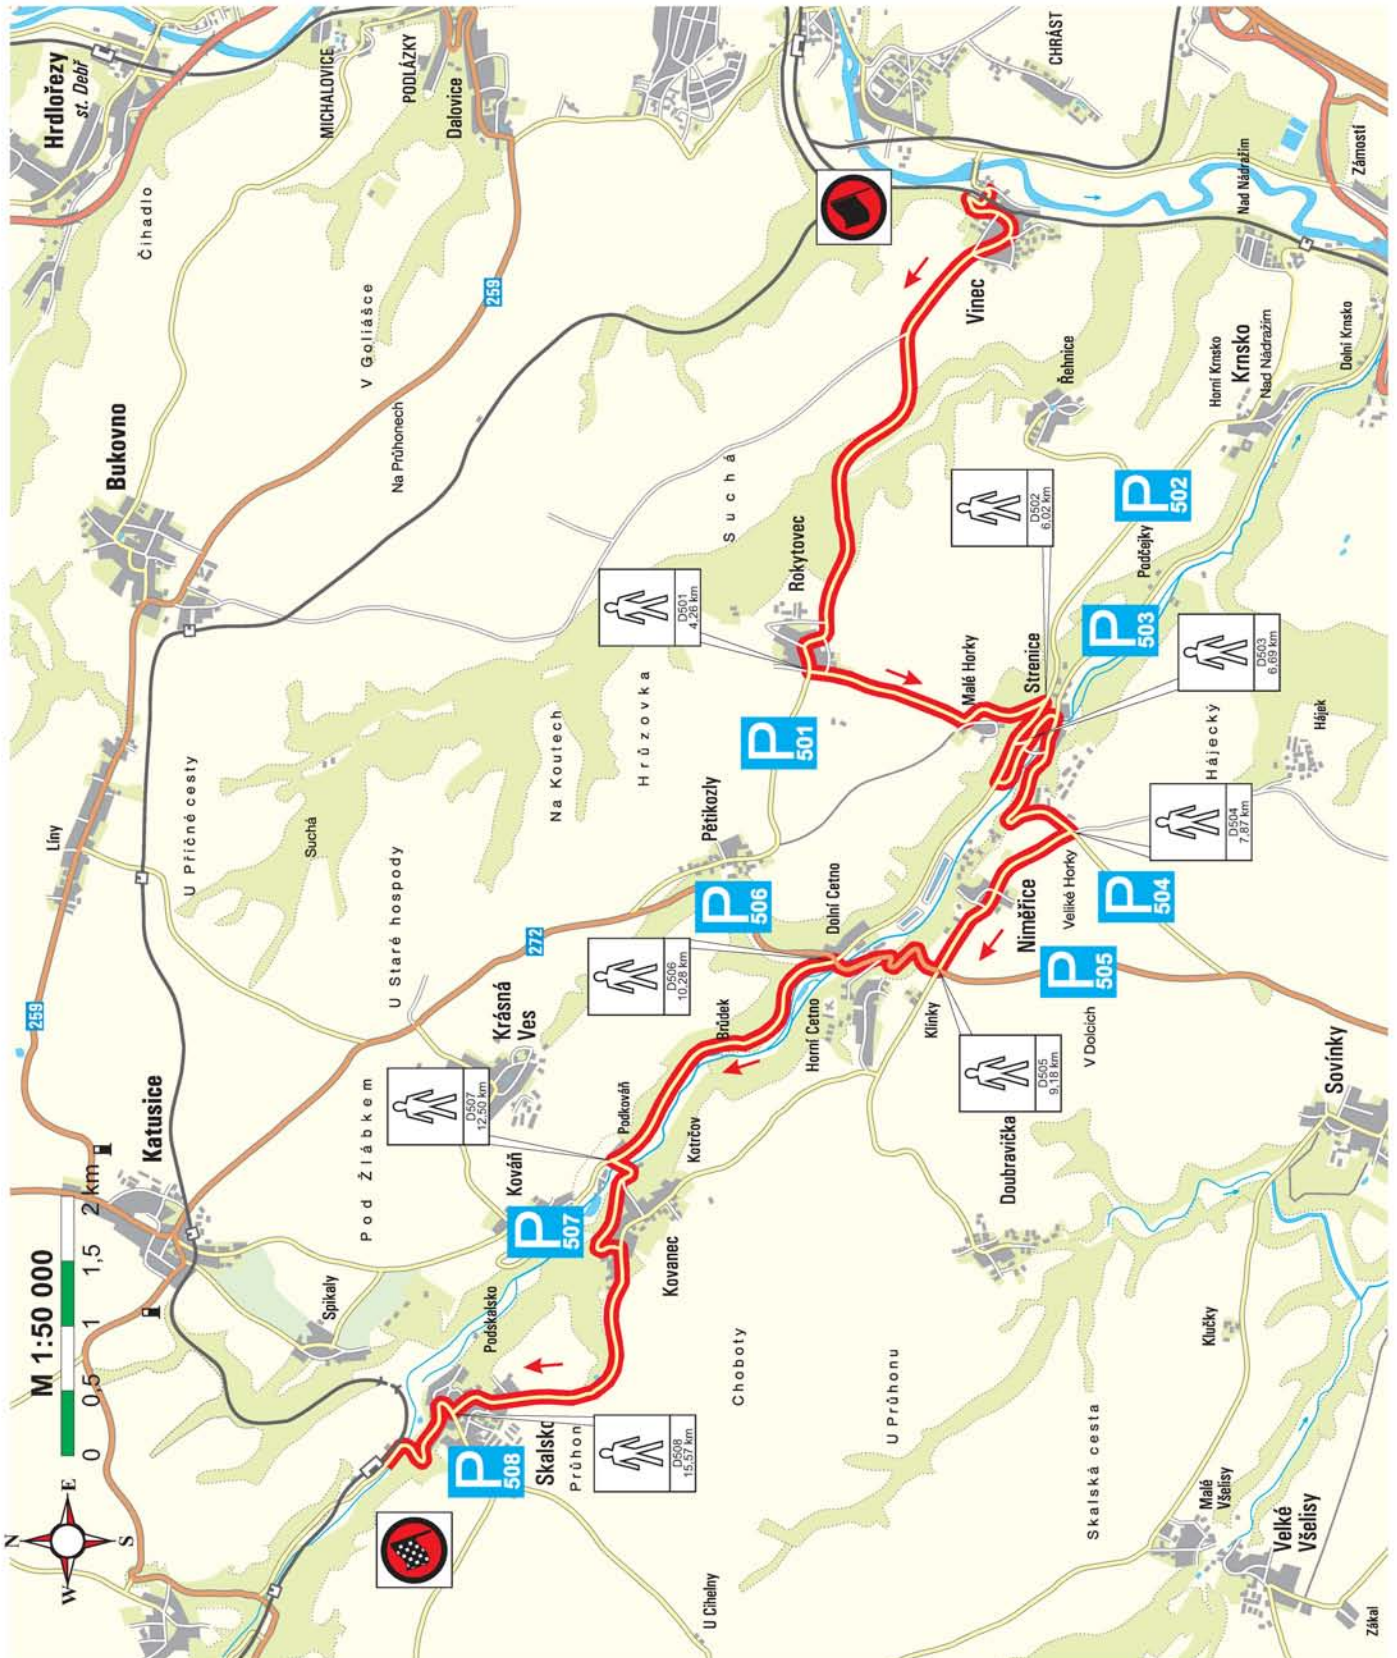 Hrdlořezy
st. Debř
MICHALOVICE
PODLÁZKY
Dalovice
CHRÁST
Čihadlo
Bukovno
V Goliášce
259
Na Průhonech
Vinec
Nad Nádražím
Zámostí
Řehnice
Horní Krnsko
Krnsko
Nad Nádražím
Dolní Krnsko
Suchá
Rokytovec
D501
4,26 km
D502
6,02 km
P
502
Podčejky
P
503
Líny
U Příčné cesty
Suchá
Na Koutech
Hrůzovka
P
501
Malé Horky
Strenice
D503
6,69 km
Hájecký
Hájek
Pětikozly
D504
7,87 km
Veliké Horky
P
504
Niměřice
U Staré hospody
272
P
506
Dolní Cetno
D506
10,28 km
Krásná
Ves
Brůdek
Horní Cetno
Klinky
P
505
V Dolcích
D505
9,18 km
259
Katusice
Pod Žlábkem
D507
12,50 km
Podkováň
Kováň
Kotrčov
P
507
Kovanec
Doubravička
Sovínky
Spikaly
Podskalsko
Choboty
U Průhonu
Klučky
M 1:50 000
0
0,5
1
1,5
2 km
P
508
Skalsko
Průhon
D508
15,57 km
Skalská cesta
Malé
Všelisy
Velké
Všelisy
U Cihelny
Zákal
N
E
S
W